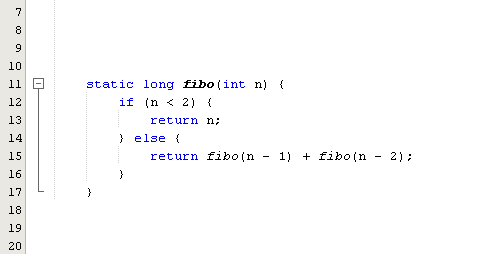 7
8
9
10
11 static long fibo(int n) {
12 if (n < 2) {
13 return n;
14 } else {
15 return fibo(n - 1) + fibo(n - 2);
16 }
17 }
18
19
20